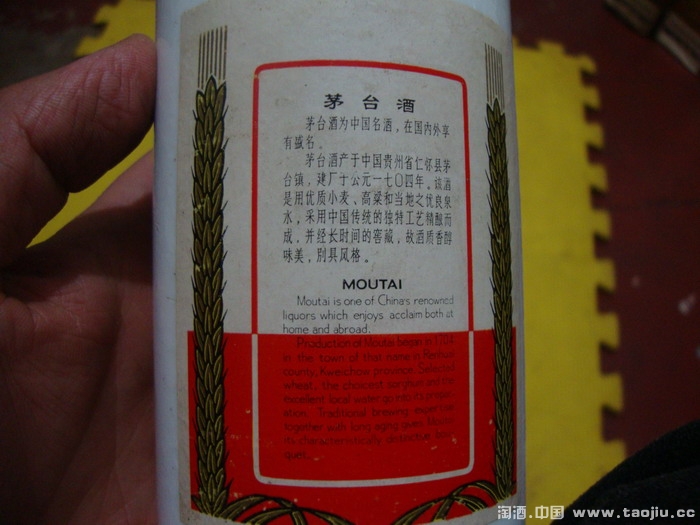 茅台酒
茅台酒为中国名酒，在国内外享
有盛名。
茅台酒产于中国贵州省仁怀县茅
台镇，建厂于公元一七〇四年。该酒
是用优质小麦、高粱和当地之优良泉
水，采用中国传统的独特工艺精酿而
成，并经长时间的窖藏，故酒质香醇
味美，别具风格。
MOUTAI
Moutai is one of China's renowned
liquors which enjoys acclaim both at
home and abroad.
Production of Moutai began in 1704
in the town of that name in Renhuai
county, Kweichow province. Selected
wheat, the choicest sorghum and the
excellent local water go into its prepar-
ation. Traditional brewing expertise
together with long aging gives Moutai
its characteristically distinctive bou-
quet.
淘酒.中国 www.taojiu.cc